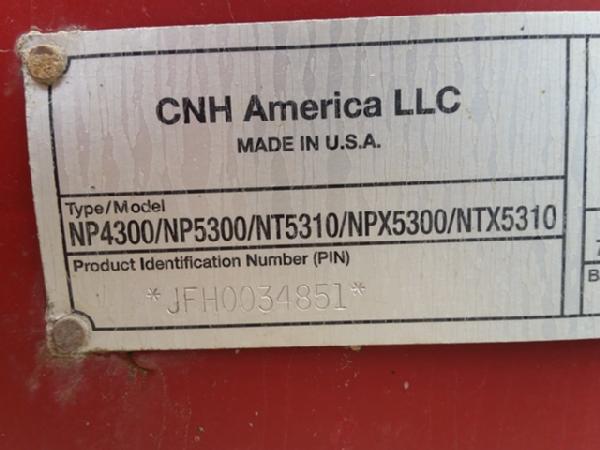 CNH America LLC
MADE IN U.S.A.
Type/Model
NP4300/NP5300/NT5310/NPX5300/NTX5310
Product Identification Number (PIN)
*JFH0034851*